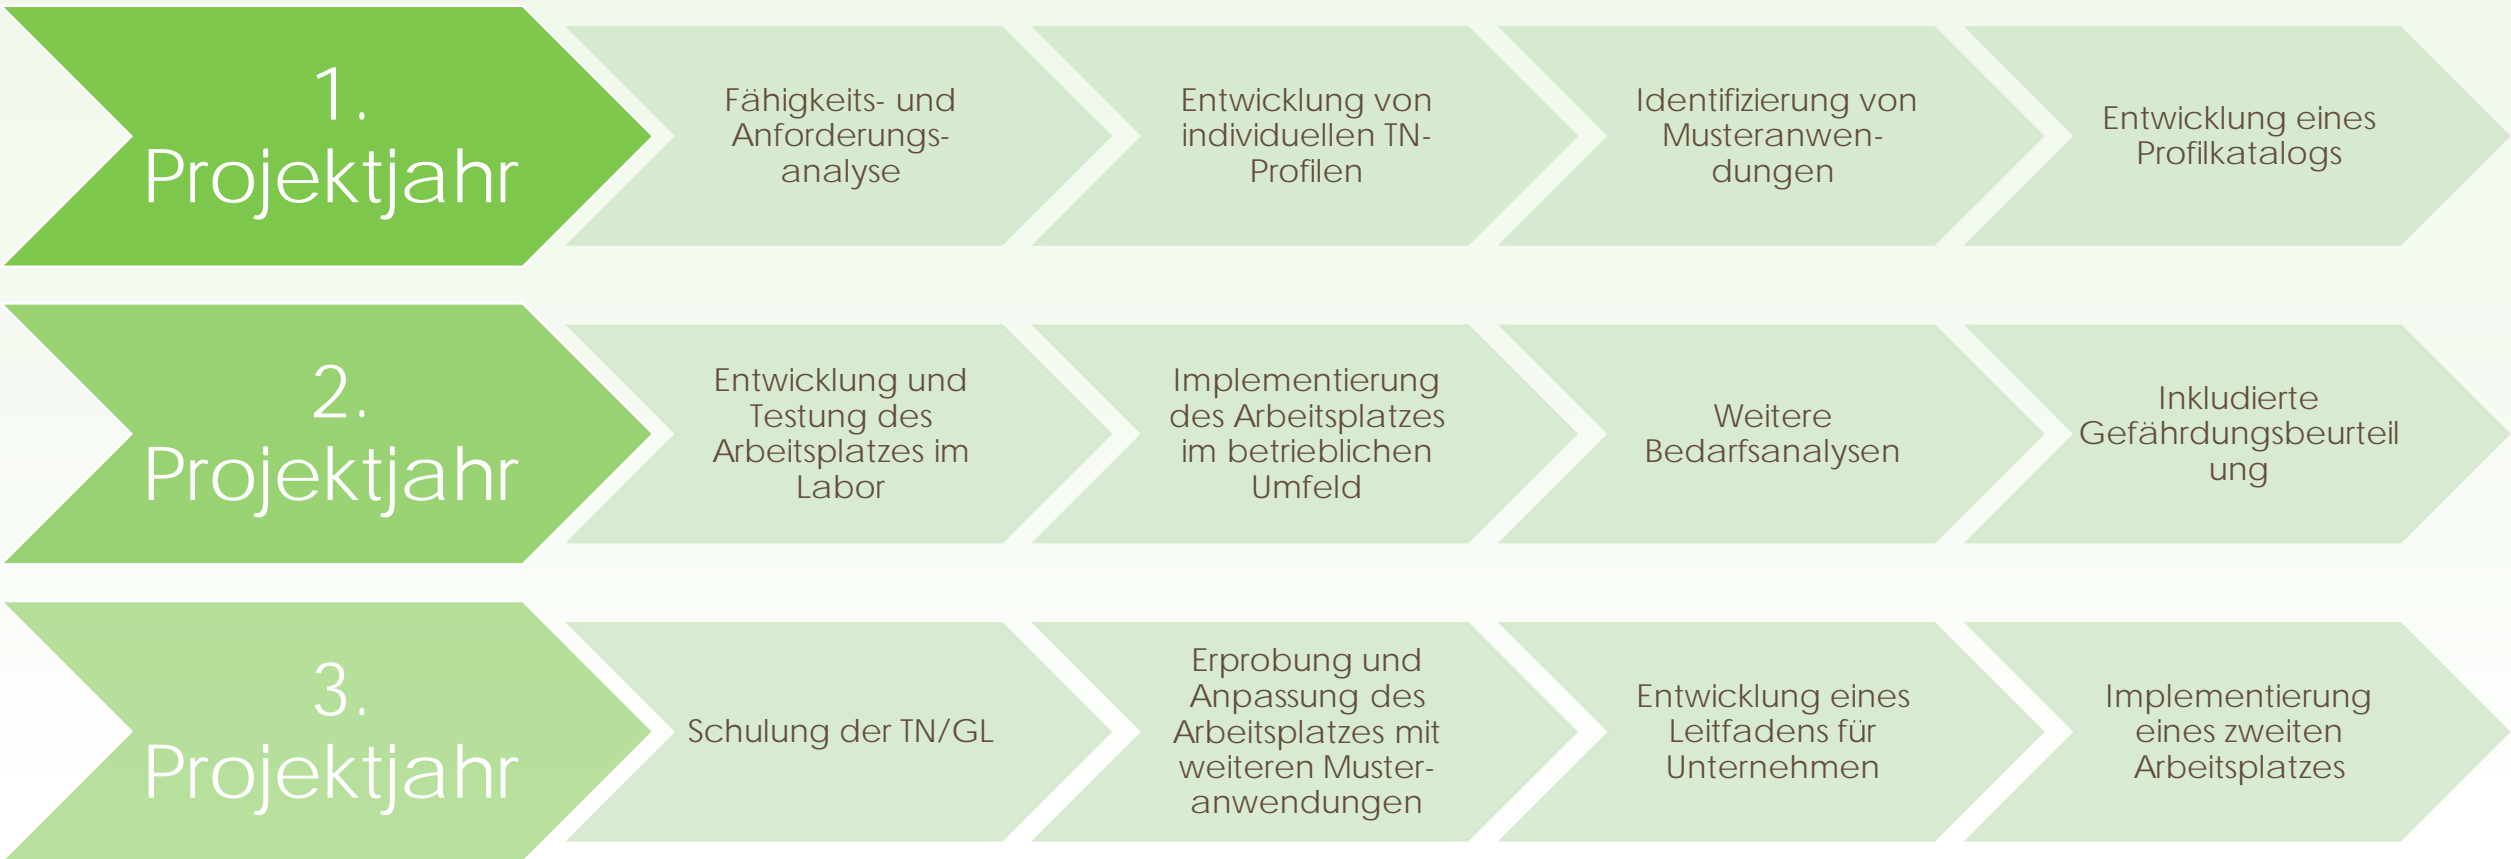 1.
Projektjahr
Fähigkeits- und
Anforderungs-
analyse
Entwicklung von
individuellen TN-
Profilen
Identifizierung von
Musteranwen-
dungen
Entwicklung eines
Profilkatalogs
2.
Projektjahr
Entwicklung und
Testung des
Arbeitsplatzes im
Labor
Implementierung
des Arbeitsplatzes
im betrieblichen
Umfeld
Weitere
Bedarfsanalysen
Inkludierte
Gefährdungsbeurteil
ung
3.
Projektjahr
Schulung der TN/GL
Erprobung und
Anpassung des
Arbeitsplatzes mit
weiteren Muster-
anwendungen
Entwicklung eines
Leitfadens für
Unternehmen
Implementierung
eines zweiten
Arbeitsplatzes